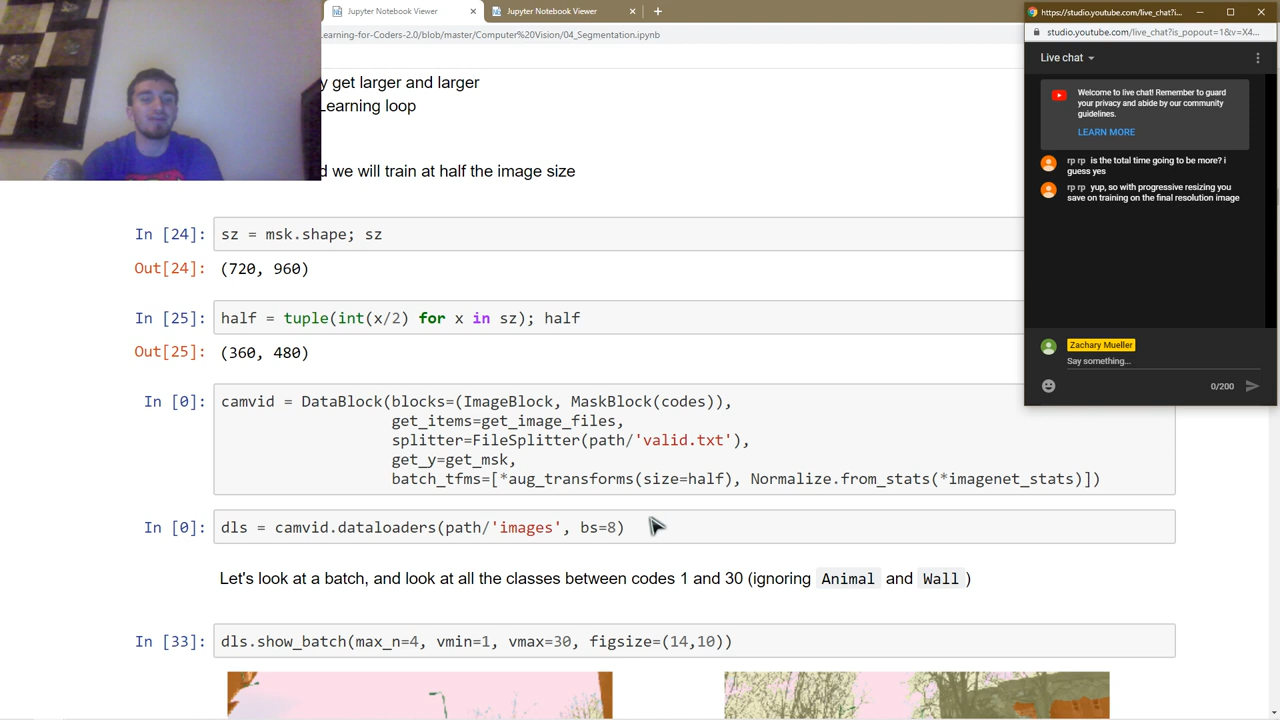 Jupyter Notebook Viewer
Jupyter Notebook Viewer
earning-for-Coders-2.0/blob/master/Computer%20Vision/04_Segmentation.ipynb
y get larger and larger
Learning loop
d we will train at half the image size
In [24]: sz = msk.shape; sz
Out[24]: (720, 960)
In [25]: half = tuple(int(x/2) for x in sz); half
Out[25]: (360, 480)
In [0]: camvid = DataBlock(blocks=(ImageBlock, MaskBlock(codes)),
get_items=get_image_files,
splitter=FileSplitter(path/'valid.txt'),
get_y=get_msk,
batch_tfms=[*aug_transforms(size=half), Normalize.from_stats(*imagenet_stats)])
In [0]: dls = camvid.dataloaders(path/'images', bs=8)
Let's look at a batch, and look at all the classes between codes 1 and 30 (ignoring Animal and Wall )
In [33]: dls.show_batch(max_n=4, vmin=1, vmax=30, figsize=(14,10))
https://studio.youtube.com/live_chat?i...
studio.youtube.com/live_chat?is_popout=1&v=X4...
Live chat
Welcome to live chat! Remember to guard
your privacy and abide by our community
guidelines.
LEARN MORE
rp rp is the total time going to be more? i
guess yes
rp rp yup, so with progressive resizing you
save on training on the final resolution image
Zachary Mueller
Say something...
0/200